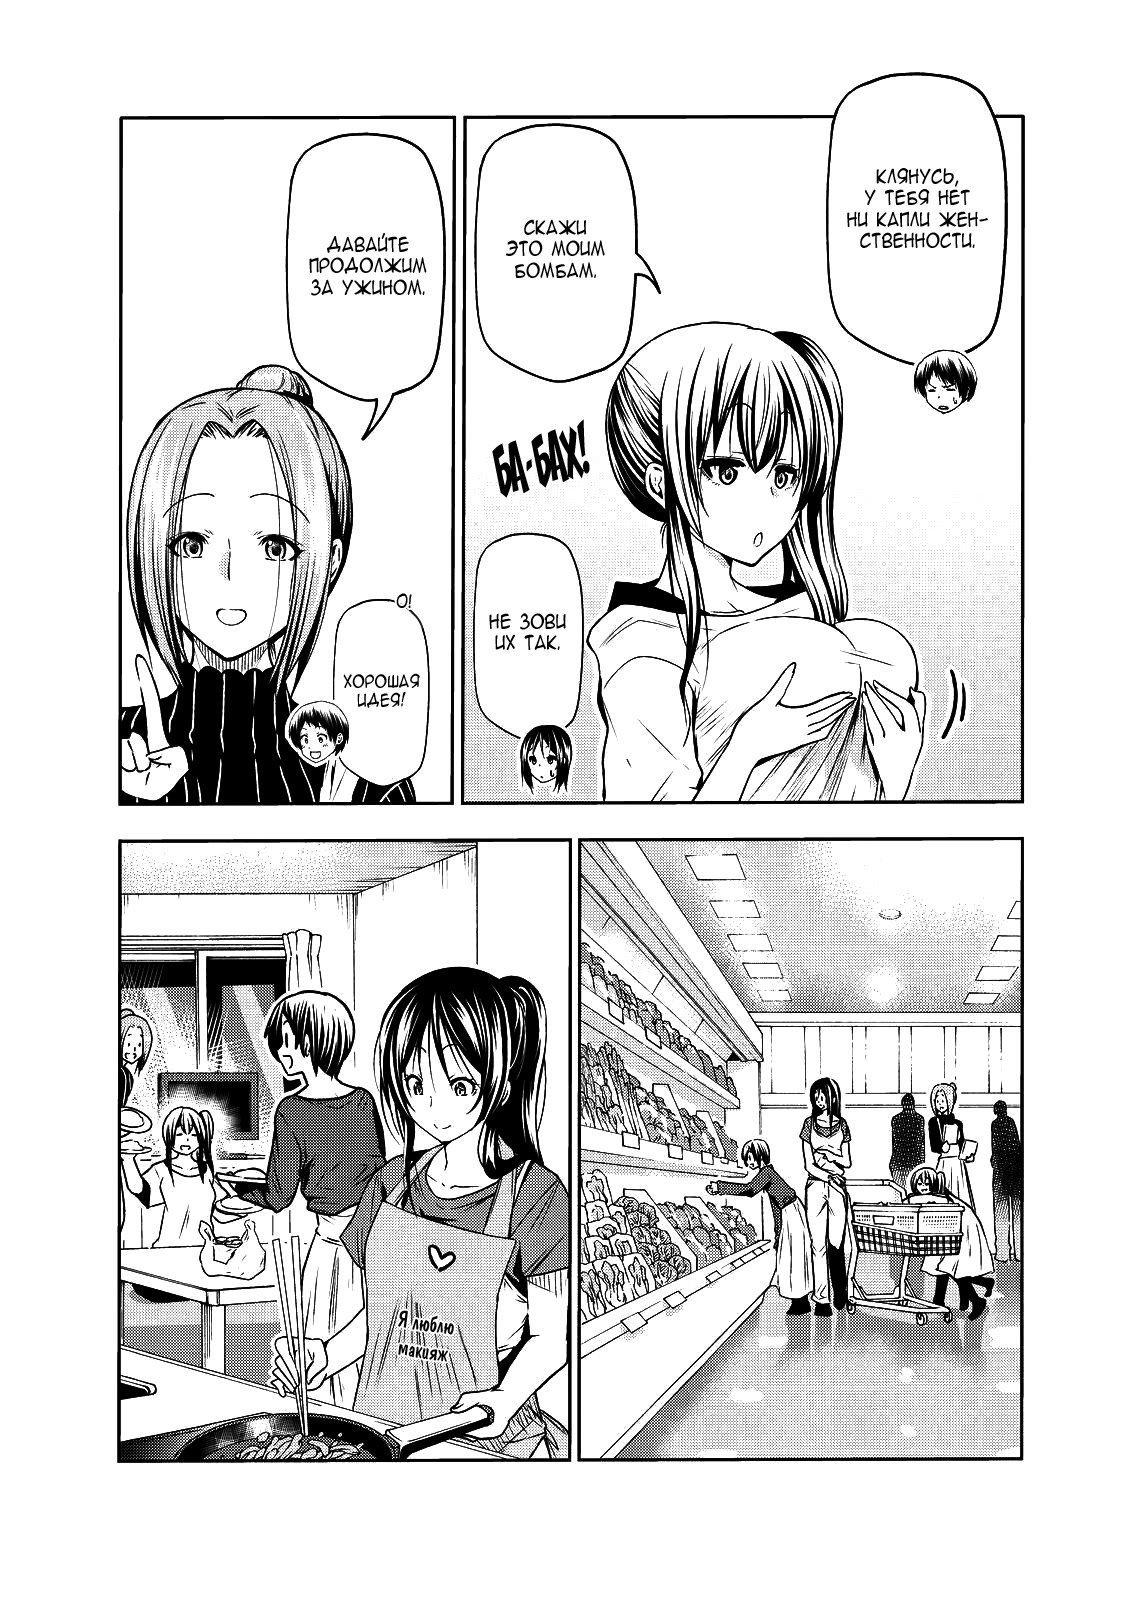 КЛЯНУСЬ,
У ТЕБЯ НЕТ
НИ КАПЛИ ЖЕН-
СТВЕННОСТИ.
СКАЖИ
ЭТО МОИМ
БОМБАМ.
БА-БАХ!
НЕ ЗОВИ
ИХ ТАК.
ДАВАЙТЕ
ПРОДОЛЖИМ
ЗА УЖИНОМ.
О!
ХОРОШАЯ
ИДЕЯ!
Я люблю
макияж